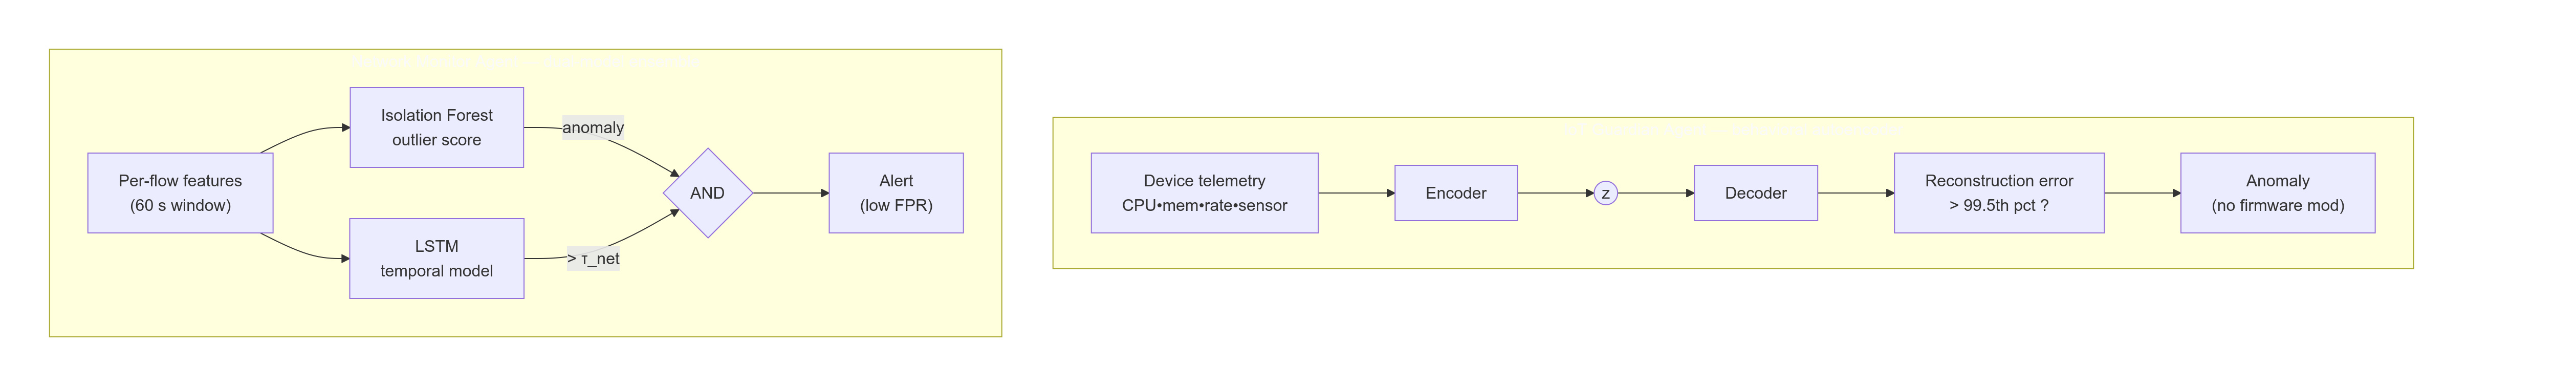 Per-flow features
(60 s window)
Isolation Forest
outlier score
LSTM
temporal model
anomaly
> τ_net
AND
Alert
(low FPR)
Device telemetry
CPU•mem•rate•sensor
Encoder
z
Decoder
Reconstruction error
> 99.5th pct ?
Anomaly
(no firmware mod)